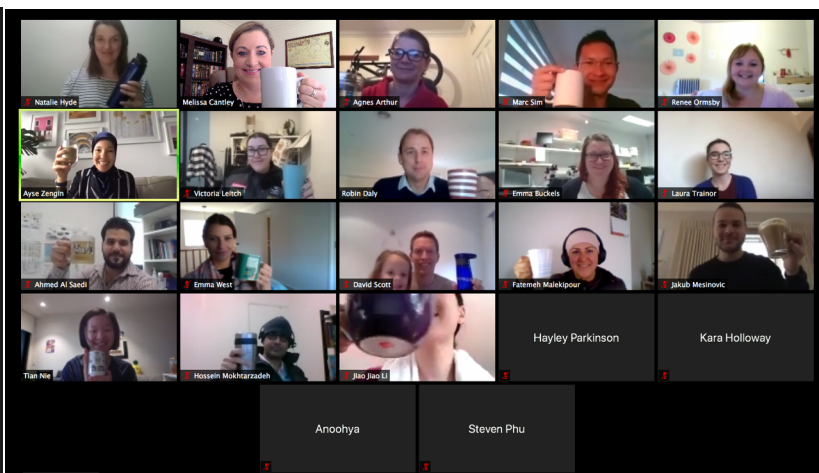 Natalie Hyde
Melissa Cantley
Agnes Arthur
Marc Sim
Renee Ormsby
Ayse Zengin
Victoria Leitch
Robin Daly
Emma Buckels
Laura Trainor
Ahmed Al Saedi
Emma West
David Scott
Fatemeh Malekipour
Jakub Mesinovic
Tian Nie
Hossein Mokhtarzadeh
Jiao Jiao Li
Hayley Parkinson
Kara Holloway
Anoohya
Steven Phu